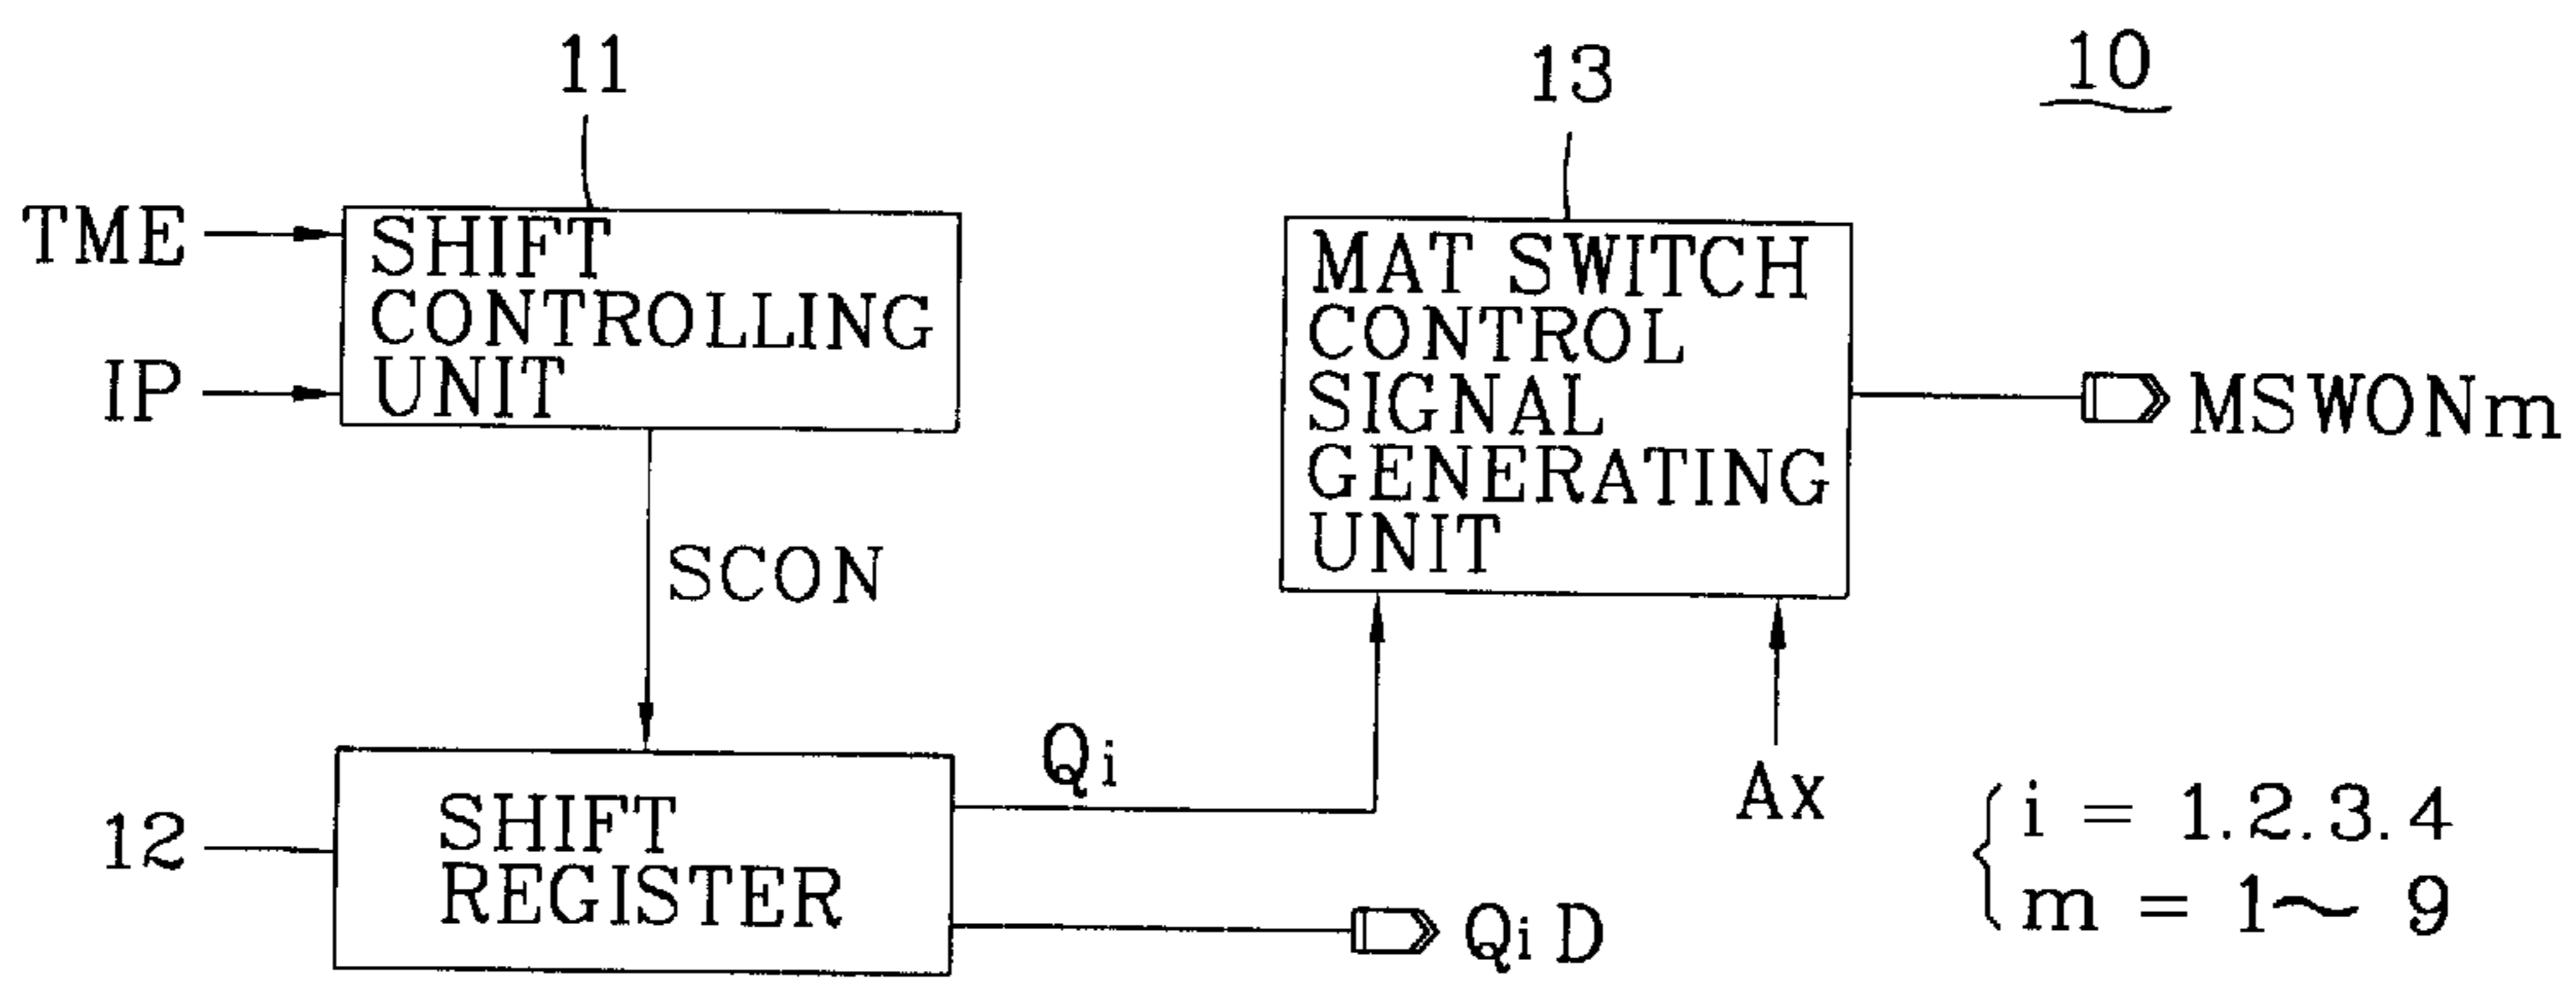 11
13
10
TME
SHIFT
CONTROLLING
UNIT
IP
MAT SWITCH
CONTROL
SIGNAL
GENERATING
UNIT
MSWONm
SCON
Qi
Ax
12
SHIFT
REGISTER
QiD
i = 1.2.3.4
m = 1~ 9